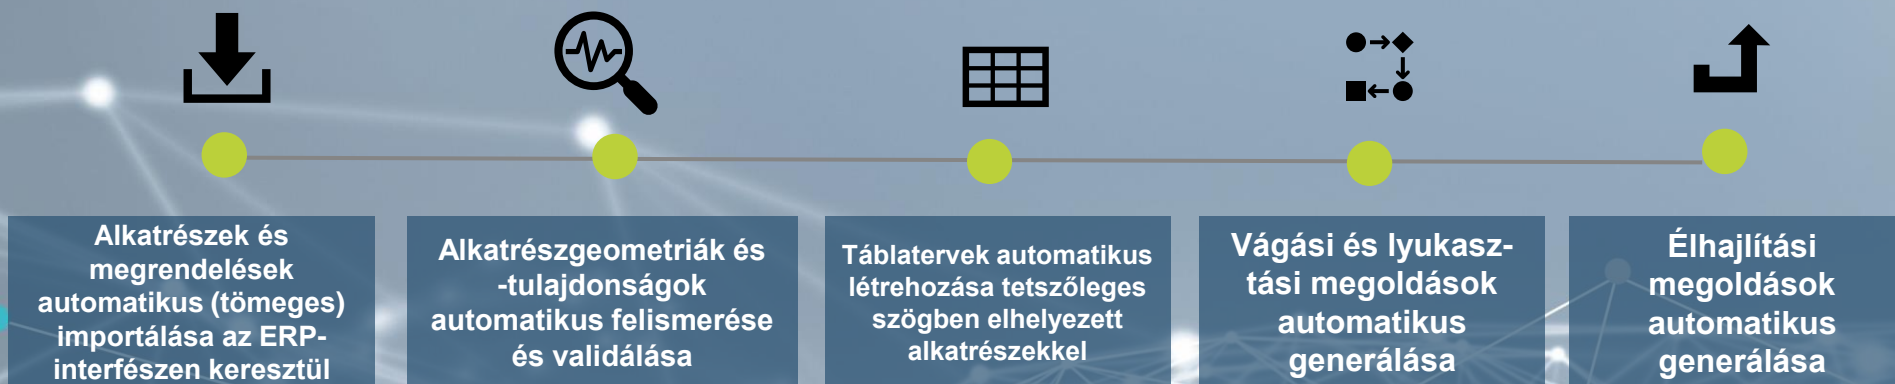 Alkatrészek és
megrendelések
automatikus (tömeges)
importálása az ERP-
interfészen keresztül
Alkatrészgeometriák és
-tulajdonságok
automatikus felismerése
és validálása
Táblatervek automatikus
létrehozása tetszőleges
szögben elhelyezett
alkatrészekkel
Vágási és lyukasz-
tási megoldások
automatikus
generálása
Élhajlítási
megoldások
automatikus
generálása